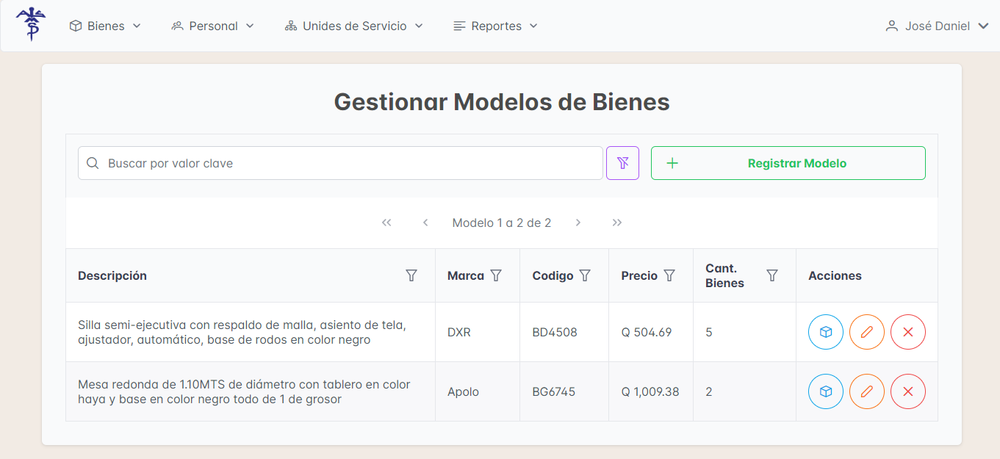 Bienes
Personal
Unides de Servicio
Reportes
José Daniel
Gestionar Modelos de Bienes
Buscar por valor clave
Registrar Modelo
Modelo 1 a 2 de 2
Descripción
Marca
Codigo
Precio
Cant.
Bienes
Acciones
Silla semi-ejecutiva con respaldo de malla, asiento de tela,
ajustador, automático, base de rodos en color negro
DXR
BD4508
Q 504.69
5
Mesa redonda de 1.10MTS de diámetro con tablero en color
haya y base en color negro todo de 1 de grosor
Apolo
BG6745
Q 1,009.38
2